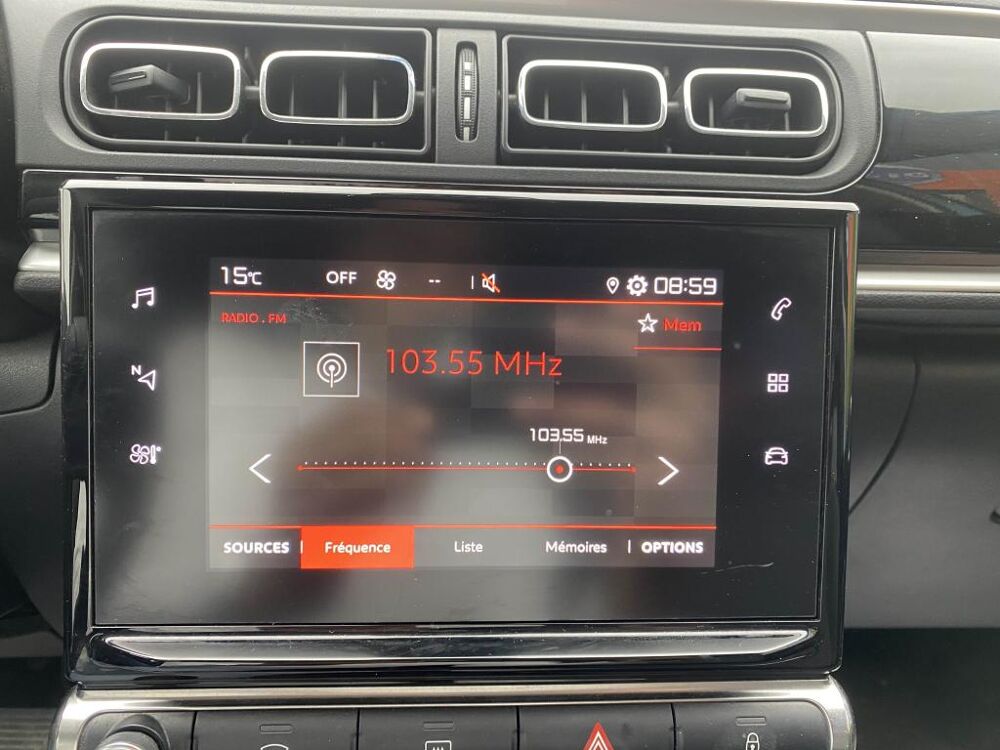 15°C OFF -- 08:59
RADIO . FM
Mem
103.55 MHz
103.55 MHz
N
SOURCES Fréquence Liste Mémoires OPTIONS